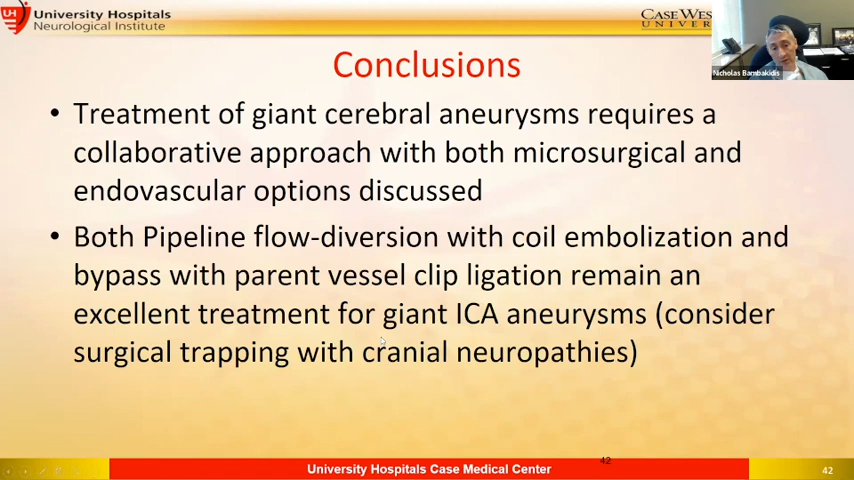 UH
University Hospitals
Neurological Institute
CASE WES
UNIVER
Nicholas Bambakidis
Conclusions
• Treatment of giant cerebral aneurysms requires a
collaborative approach with both microsurgical and
endovascular options discussed
• Both Pipeline flow-diversion with coil embolization and
bypass with parent vessel clip ligation remain an
excellent treatment for giant ICA aneurysms (consider
surgical trapping with cranial neuropathies)
42
University Hospitals Case Medical Center
42